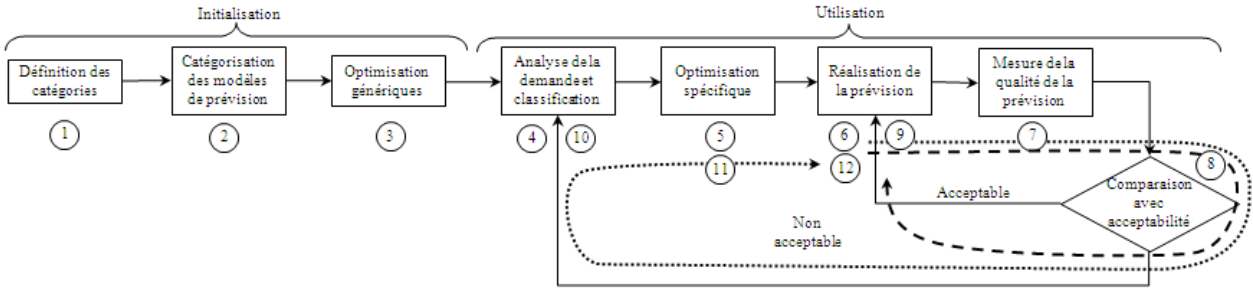 Initialisation
Utilisation
Définition des
catégories
Catégorisation
des modèles
de prévision
Optimisation
génériques
Analyse de la
demande et
classification
Optimisation
spécifique
Réalisation de
la prévision
Mesure de la
qualité de la
prévision
1
2
3
4
10
5
6
9
7
11
12
8
Acceptable
Comparaison
avec
acceptabilité
Non
acceptable